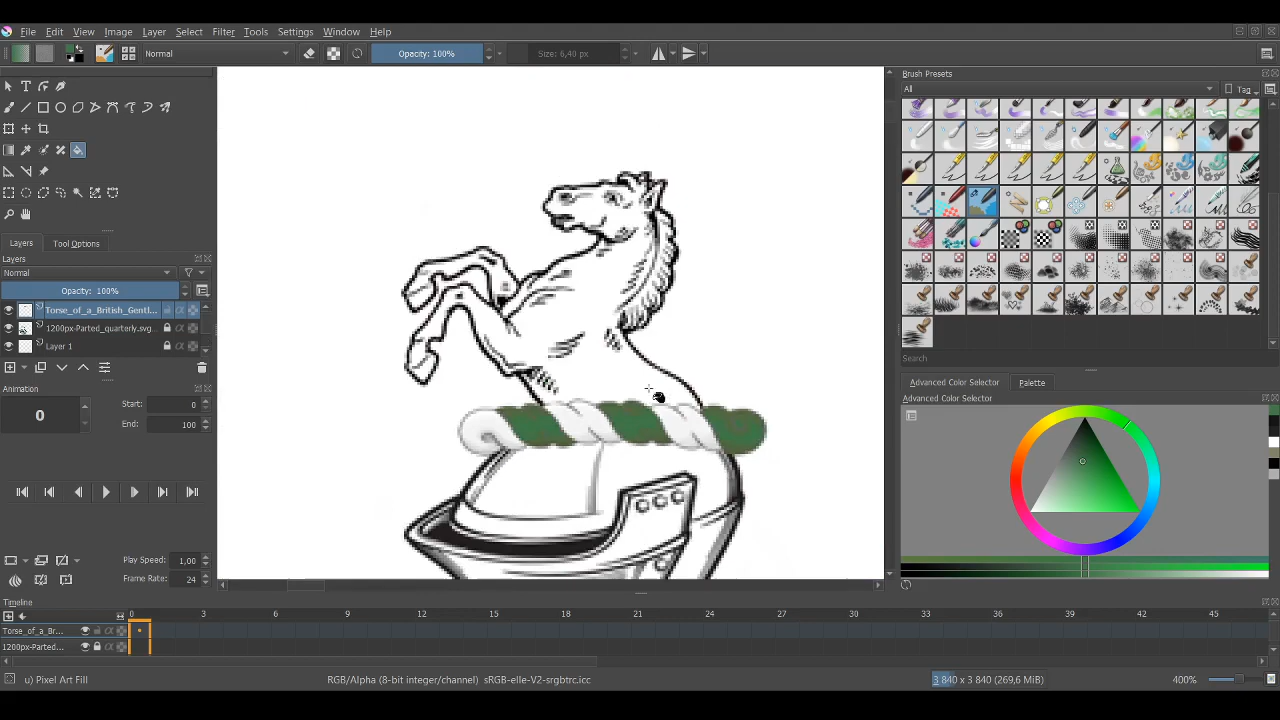 File Edit View Image Layer Select Filter Tools Settings Window Help
Normal Opacity: 100% Size: 6,40 px
Brush Presets
All Tag
Layers Tool Options
Layers
Normal
Opacity: 100%
Torse_of_a_British_Gentl...
1200px-Parted_quarterly.svg...
Layer 1
Search
Animation
0 Start: 0
End: 100
Advanced Color Selector Palette
Advanced Color Selector
Play Speed: 1,00
Frame Rate: 24
Timeline
0 3 6 9 12 15 18 21 24 27 30 33 36 39 42 45
Torse_of_a_Br...
1200px-Parted...
u) Pixel Art Fill RGB/Alpha (8-bit integer/channel) sRGB-elle-V2-srgbtrc.icc 3 840 x 3 840 (269,6 MiB) 400%